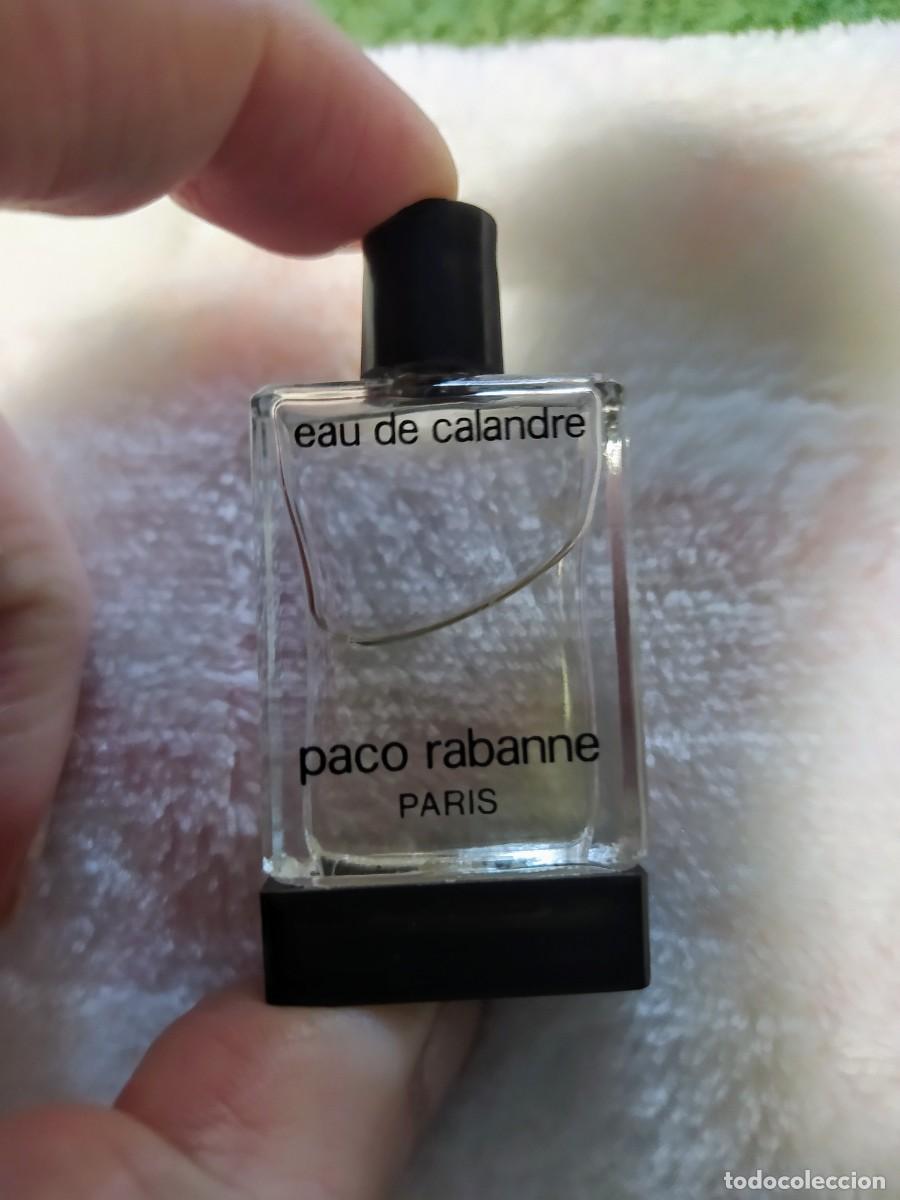 eau de calandre
paco rabanne
PARIS
todocoleccion